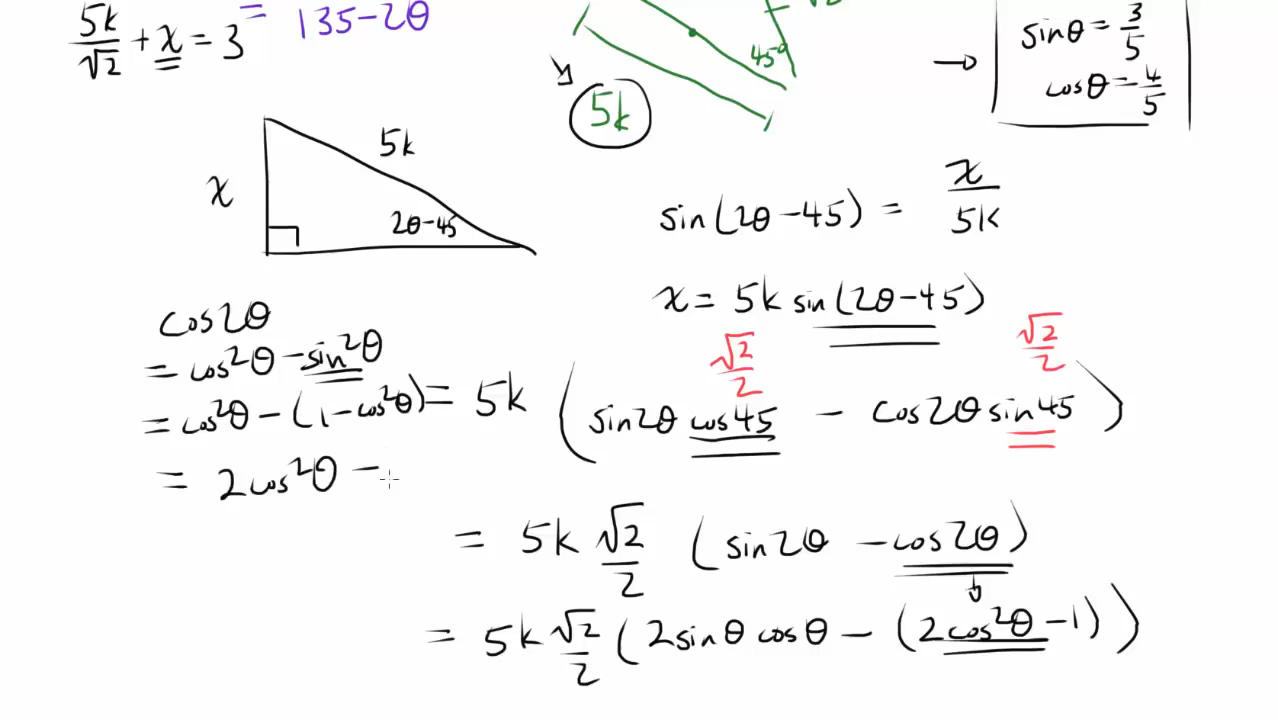 5k/√2 + x = 3
= 135-2θ
√2
45°
5k
sinθ = 3/5
→ cosθ = 4/5
5k
x
2θ-45
sin(2θ-45) = x/5k
x = 5k sin(2θ-45)
cos2θ
= cos²θ - sin²θ
= cos²θ - (1-cos²θ)
= 2cos²θ -
√2/2 √2/2
= 5k (sin2θ cos45 - cos2θ sin45)
= 5k √2/2 (sin2θ - cos2θ)
= 5k √2/2 (2sinθ cosθ - (2cos²θ - 1))